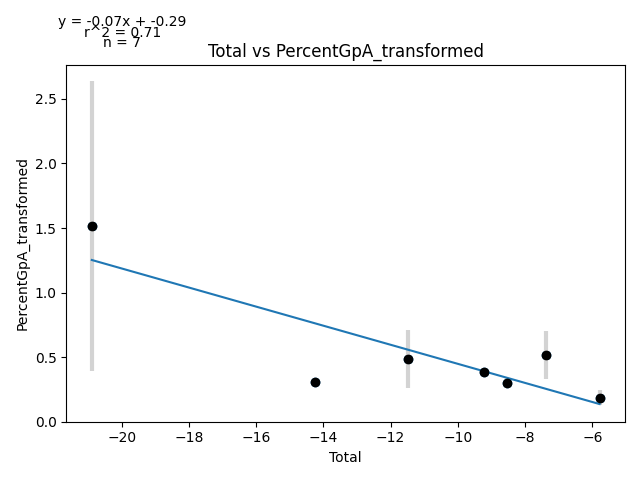 y = -0.07x + -0.29
r^2 = 0.71
n = 7
Total vs PercentGpA_transformed
PercentGpA_transformed
2.5
2.0
1.5
1.0
0.5
0.0
−20
−18
−16
−14
−12
−10
−8
−6
Total